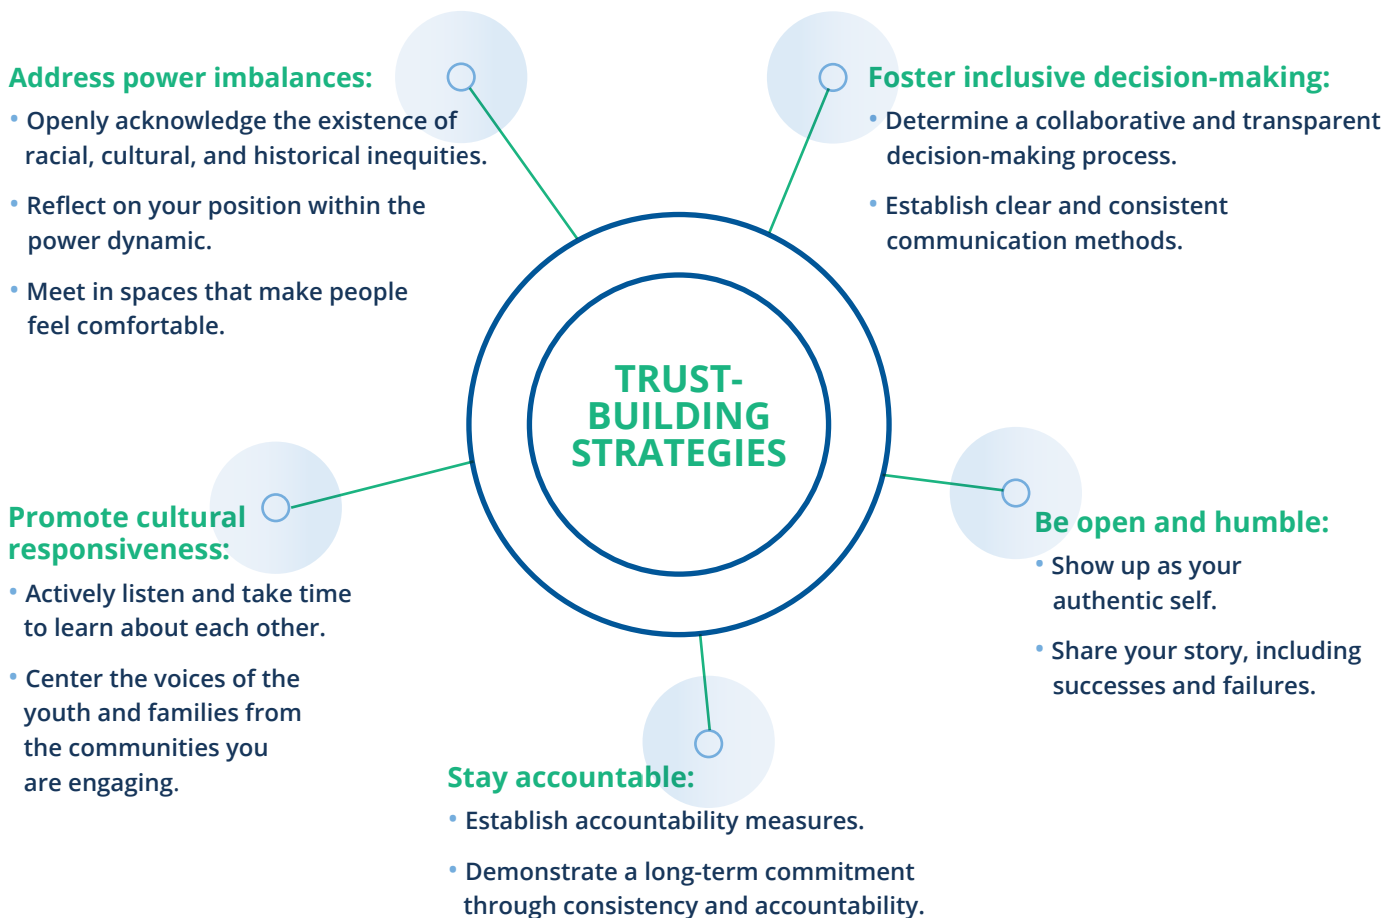 Address power imbalances:
• Openly acknowledge the existence of
racial, cultural, and historical inequities.
• Reflect on your position within the
power dynamic.
• Meet in spaces that make people
feel comfortable.
Foster inclusive decision-making:
• Determine a collaborative and transparent
decision-making process.
• Establish clear and consistent
communication methods.
TRUST-
BUILDING
STRATEGIES
Promote cultural
responsiveness:
• Actively listen and take time
to learn about each other.
• Center the voices of the
youth and families from
the communities you
are engaging.
Be open and humble:
• Show up as your
authentic self.
• Share your story, including
successes and failures.
Stay accountable:
• Establish accountability measures.
• Demonstrate a long-term commitment
through consistency and accountability.